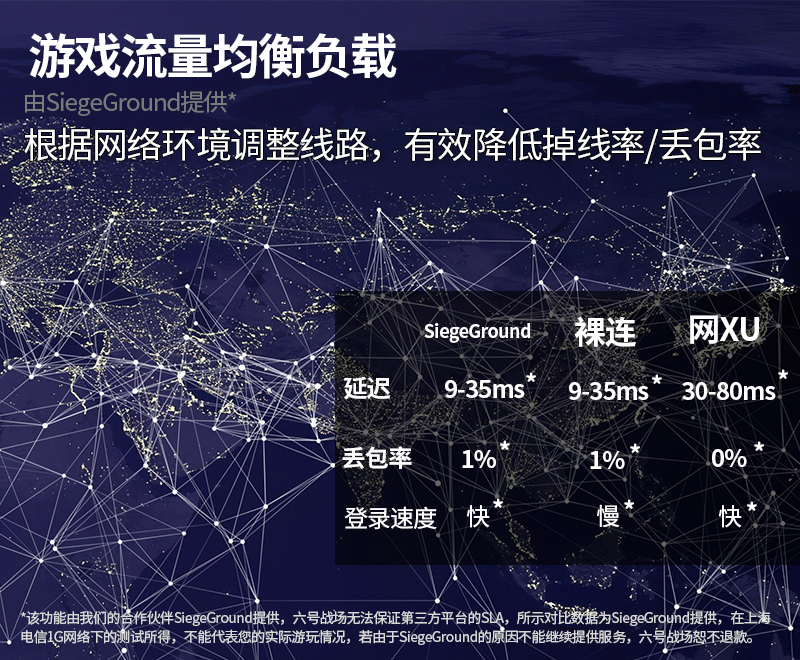 游戏流量均衡负载
由SiegeGround提供*
根据网络环境调整线路，有效降低掉线率/丢包率
SiegeGround 裸连 网XU
延迟 9-35ms* 9-35ms* 30-80ms*
丢包率 1%* 1%* 0%*
登录速度 快* 慢* 快*
*该功能由我们的合作伙伴SiegeGround提供，六号战场无法保证第三方平台的SLA，所示对比数据为SiegeGround提供，在上海
电信1G网络下的测试所得，不能代表您的实际游玩情况，若由于SiegeGround的原因不能继续提供服务，六号战场恕不退款。